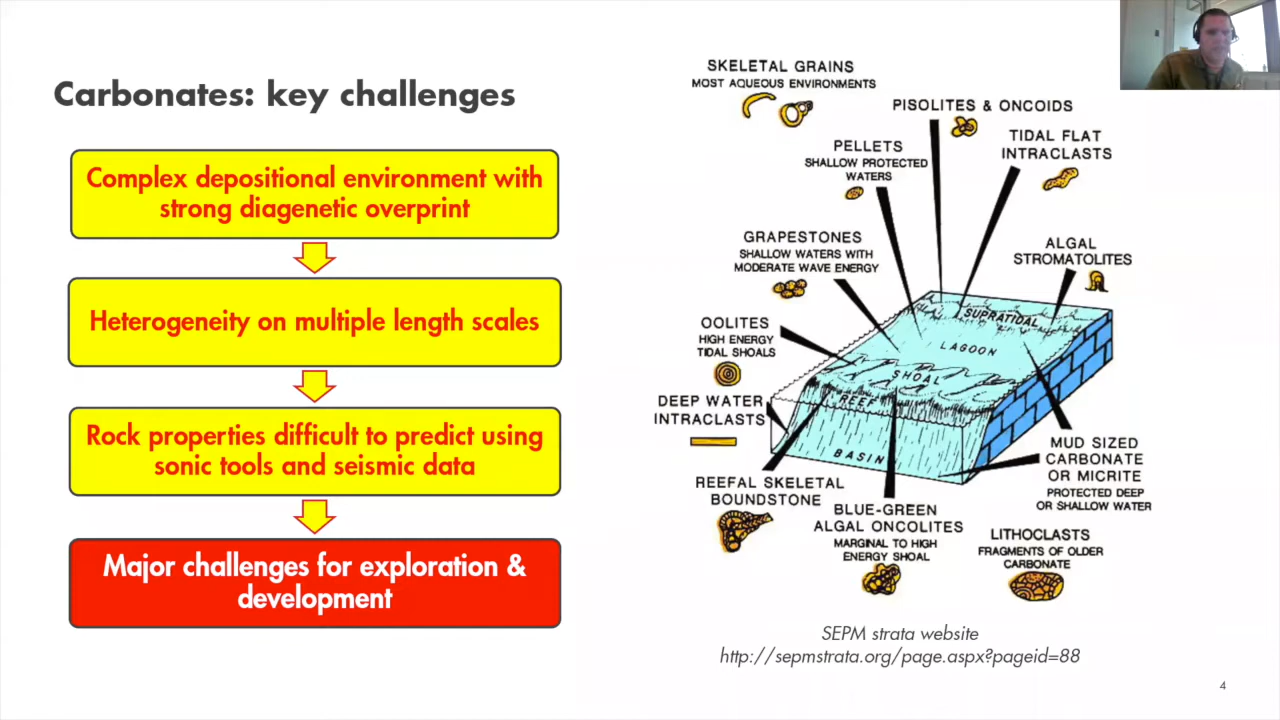 Carbonates: key challenges
Complex depositional environment with
strong diagenetic overprint
Heterogeneity on multiple length scales
Rock properties difficult to predict using
sonic tools and seismic data
Major challenges for exploration &
development
SKELETAL GRAINS
MOST AQUEOUS ENVIRONMENTS
PISOLITES & ONCOIDS
TIDAL FLAT
INTRACLASTS
PELLETS
SHALLOW PROTECTED
WATERS
GRAPESTONES
SHALLOW WATERS WITH
MODERATE WAVE ENERGY
ALGAL
STROMATOLITES
OOLITES
HIGH ENERGY
TIDAL SHOALS
SUPRATIDAL
LAGOON
SHOAL
REEF
BASIN
DEEP WATER
INTRACLASTS
REEFAL SKELETAL
BOUNDSTONE
BLUE-GREEN
ALGAL ONCOLITES
MARGINAL TO HIGH
ENERGY SHOAL
MUD SIZED
CARBONATE
OR MICRITE
PROTECTED DEEP
OR SHALLOW WATER
LITHOCLASTS
FRAGMENTS OF OLDER
CARBONATE
SEPM strata website
http://sepmstrata.org/page.aspx?pageid=88
4